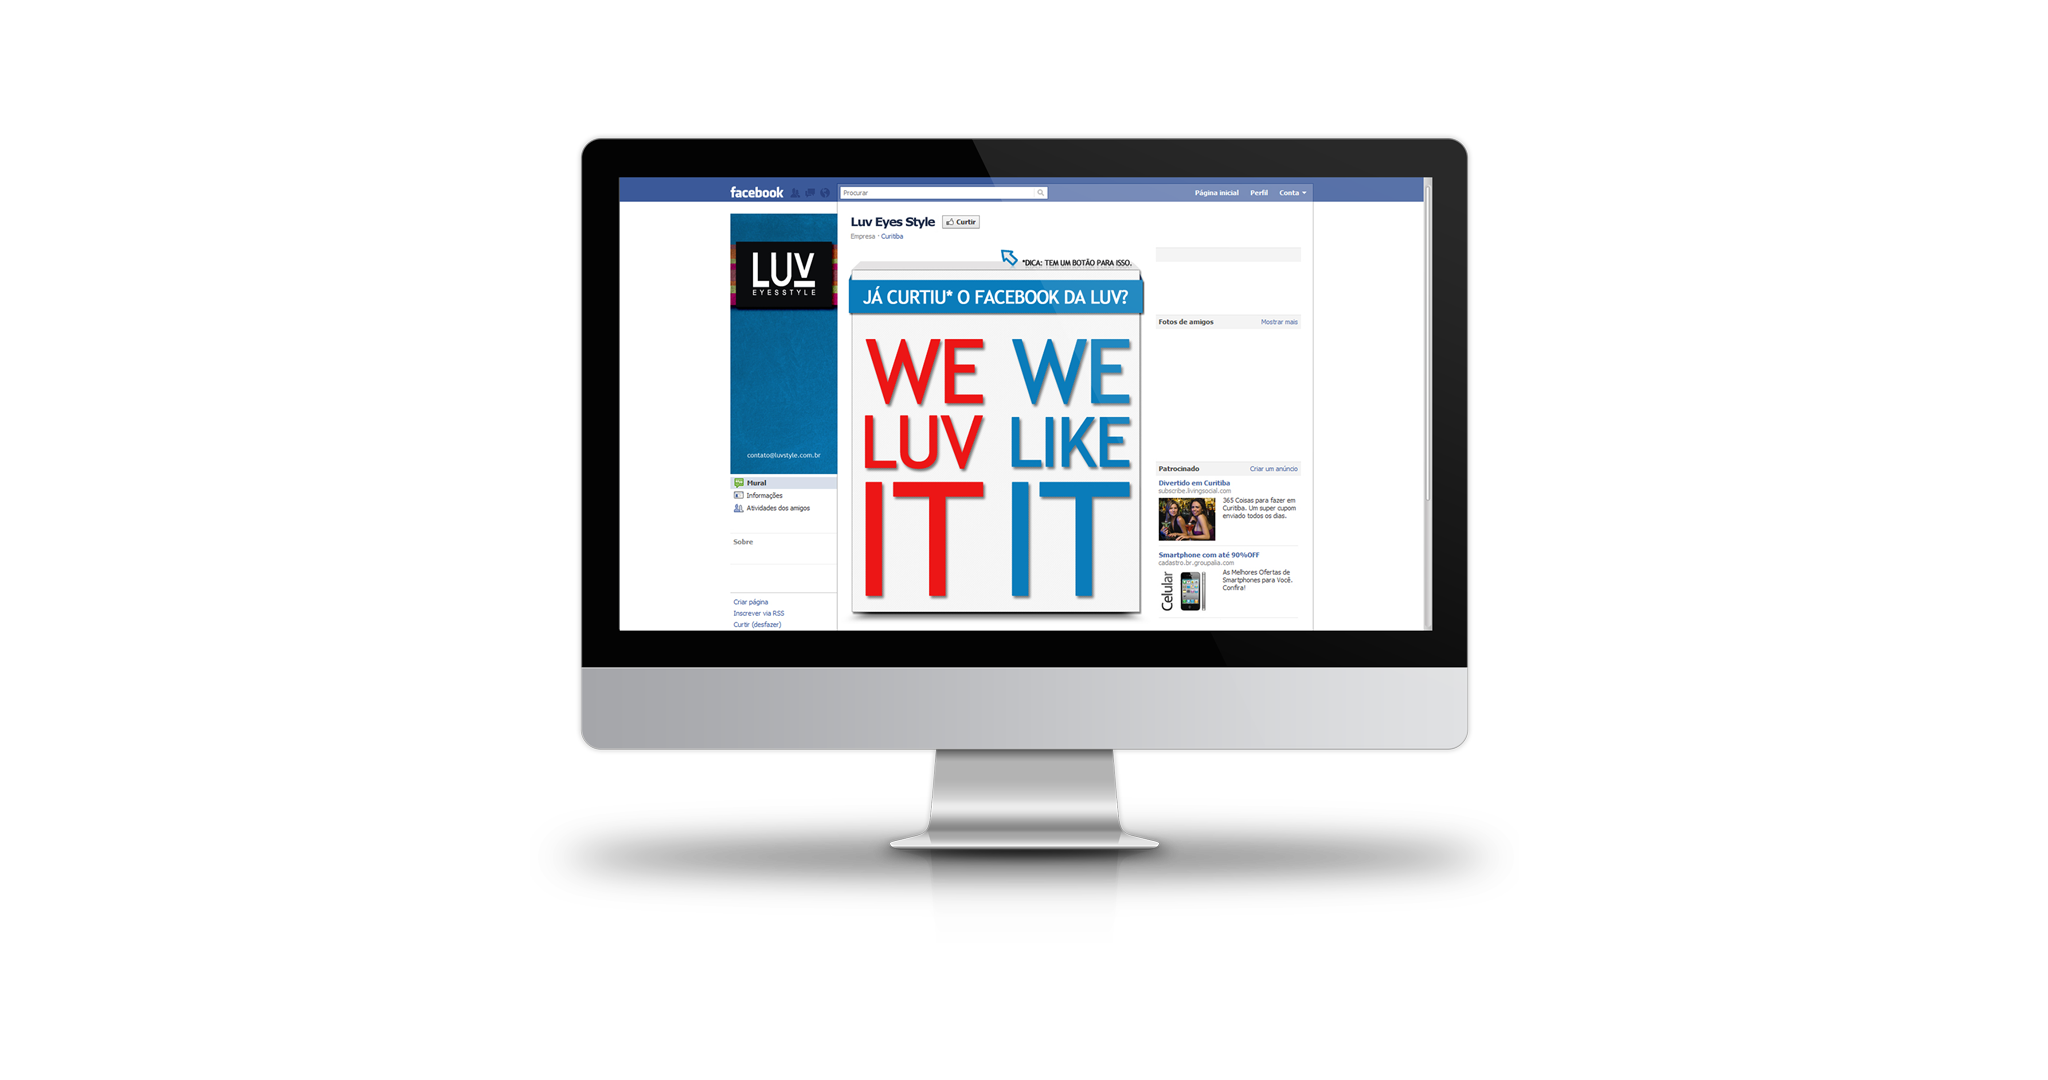 facebook
Procurar
Página inicial Perfil Conta
LUV
EYESSTYLE
contato@luvstyle.com.br
Mural
Informações
Atividades dos amigos
Sobre
Criar página
Inscrever via RSS
Curtir (desfazer)
Luv Eyes Style Curtir
Empresa · Curitiba
*DICA: TEM UM BOTÃO PARA ISSO.
JÁ CURTIU* O FACEBOOK DA LUV?
WE
LUV
IT
WE
LIKE
IT
Fotos de amigos Mostrar mais
Patrocinado Criar um anúncio
Divertido em Curitiba
subscribe.livingsocial.com
365 Coisas para fazer em
Curitiba. Um super cupom
enviado todos os dias.
Smartphone com até 90%OFF
cadastro.br.groupalia.com
Celular
As Melhores Ofertas de
Smartphones para Você.
Confira!